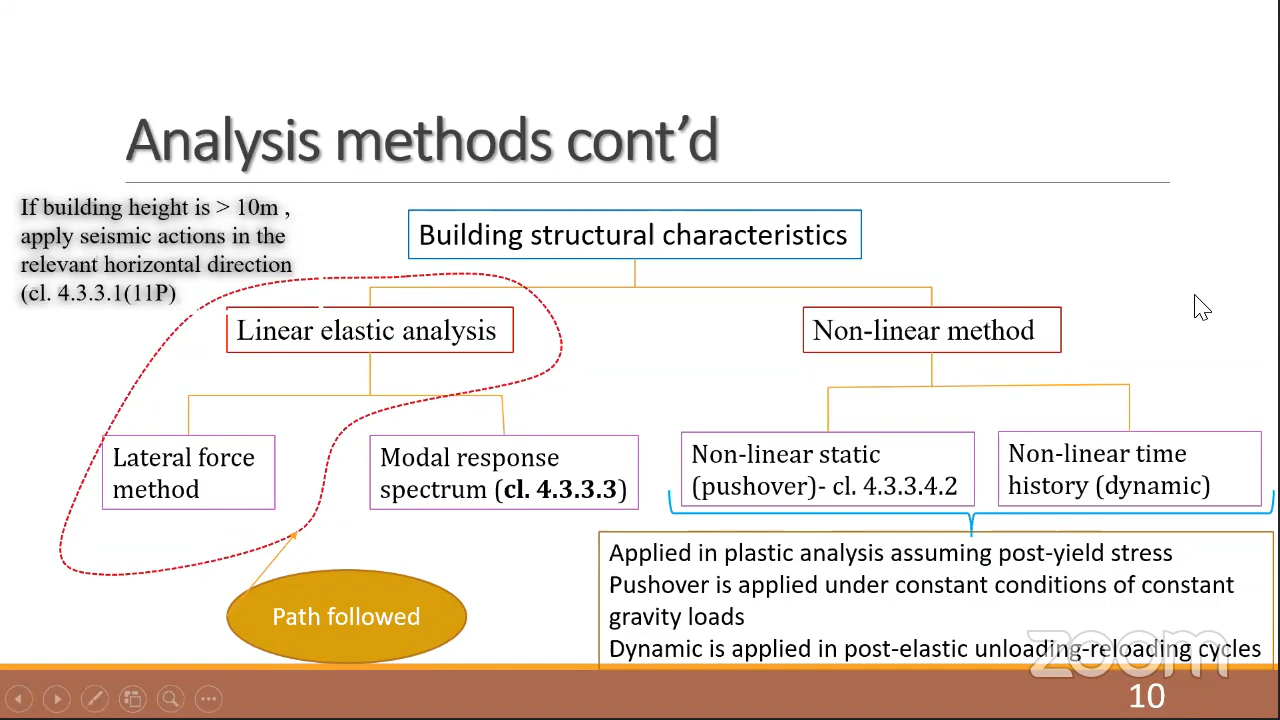 Analysis methods cont’d
If building height is > 10m ,
apply seismic actions in the
relevant horizontal direction
(cl. 4.3.3.1(11P)
Building structural characteristics
Linear elastic analysis
Non-linear method
Lateral force
method
Modal response
spectrum (cl. 4.3.3.3)
Non-linear static
(pushover)- cl. 4.3.3.4.2
Non-linear time
history (dynamic)
Applied in plastic analysis assuming post-yield stress
Pushover is applied under constant conditions of constant
gravity loads
Dynamic is applied in post-elastic unloading-reloading cycles
Path followed
zoom
10